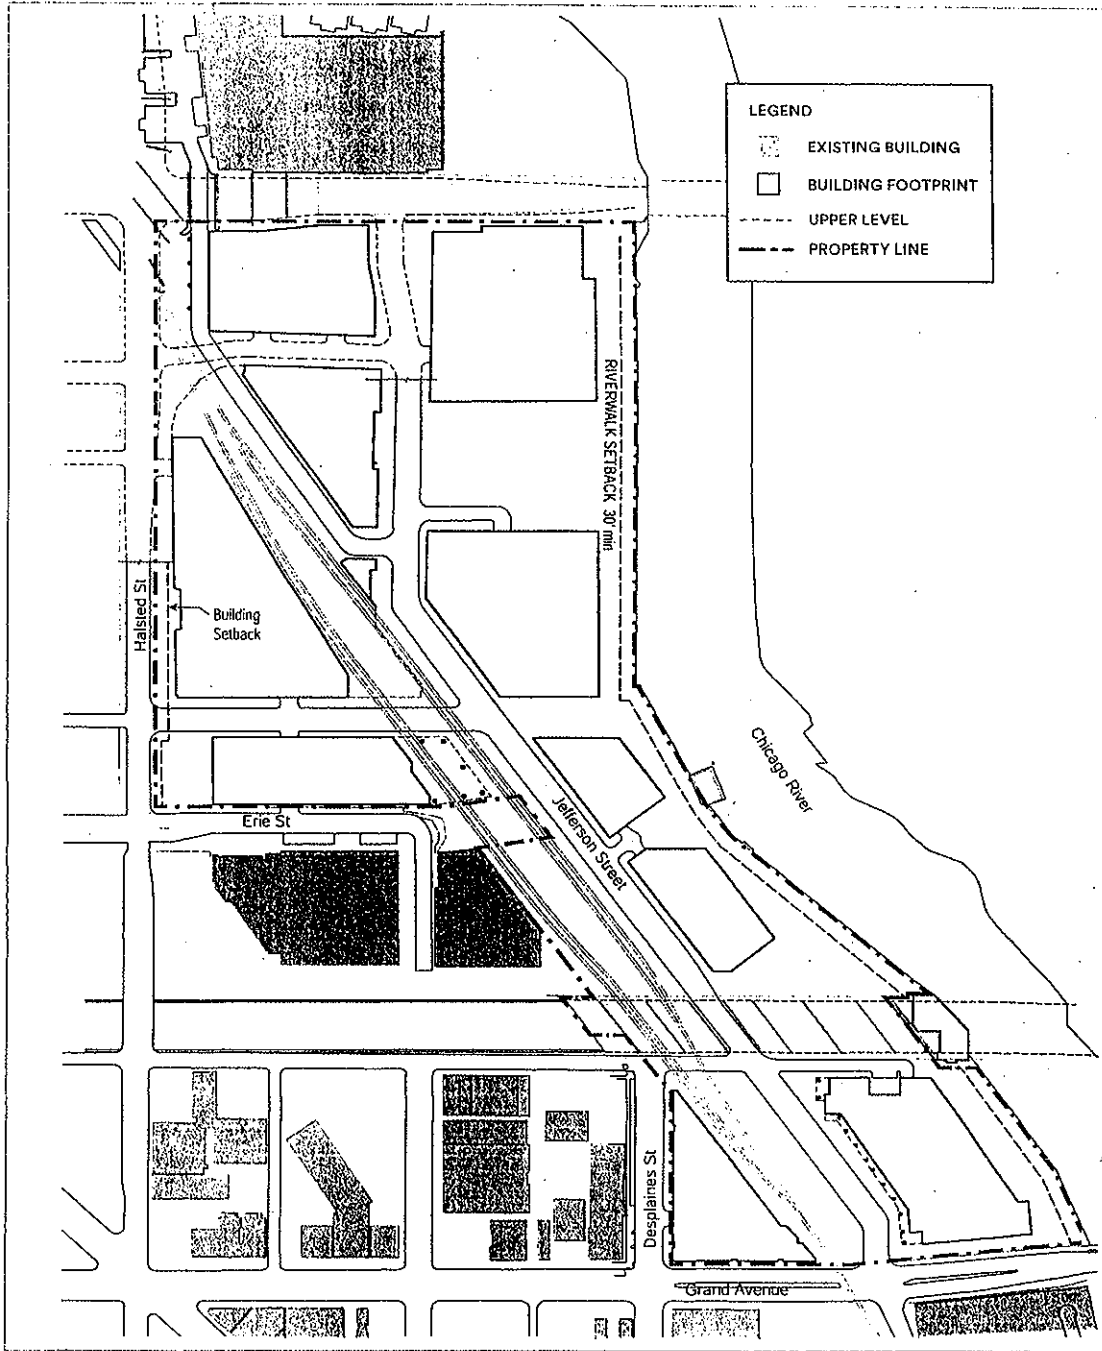 LEGEND
EXISTING BUILDING
BUILDING FOOTPRINT
UPPER LEVEL
PROPERTY LINE
RIVERWALK SETBACK 30' min
Halsted St
Building
Setback
Chicago River
Jefferson Street
Erie St
Desplaines St
Grand Avenue